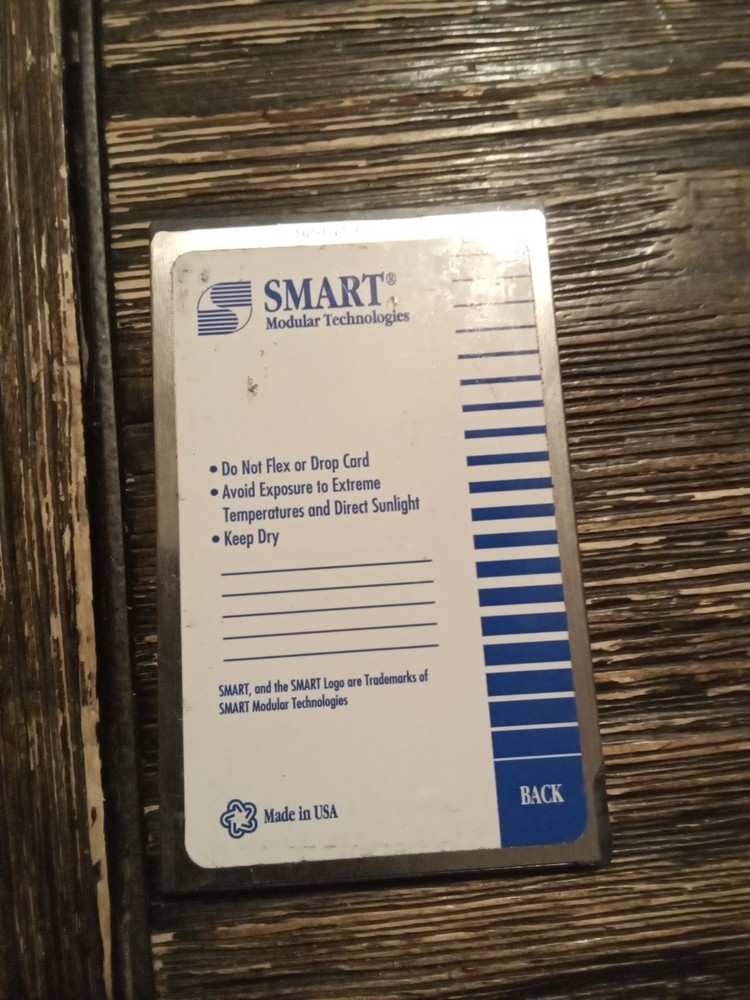 SMART®
Modular Technologies
• Do Not Flex or Drop Card
• Avoid Exposure to Extreme
Temperatures and Direct Sunlight
• Keep Dry
SMART, and the SMART Logo are Trademarks of
SMART Modular Technologies
Made in USA
BACK